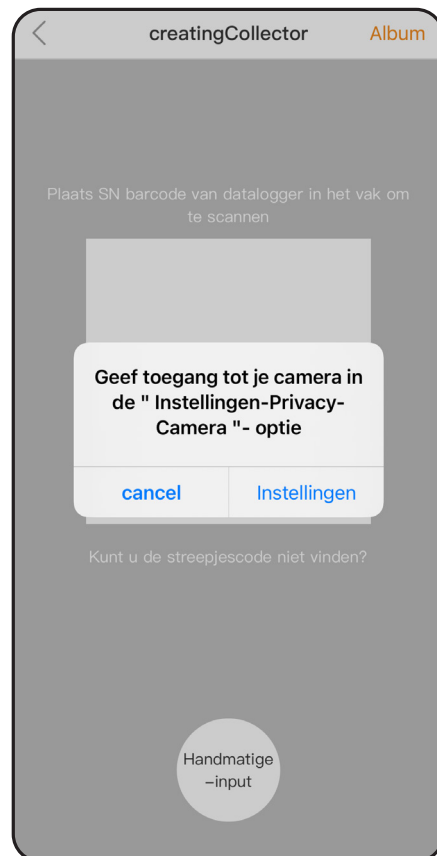 creatingCollector Album
Plaats SN barcode van datalogger in het vak om
te scannen
Geef toegang tot je camera in
de " Instellingen-Privacy-
Camera "- optie
cancel Instellingen
Kunt u de streepjescode niet vinden?
Handmatige
-input